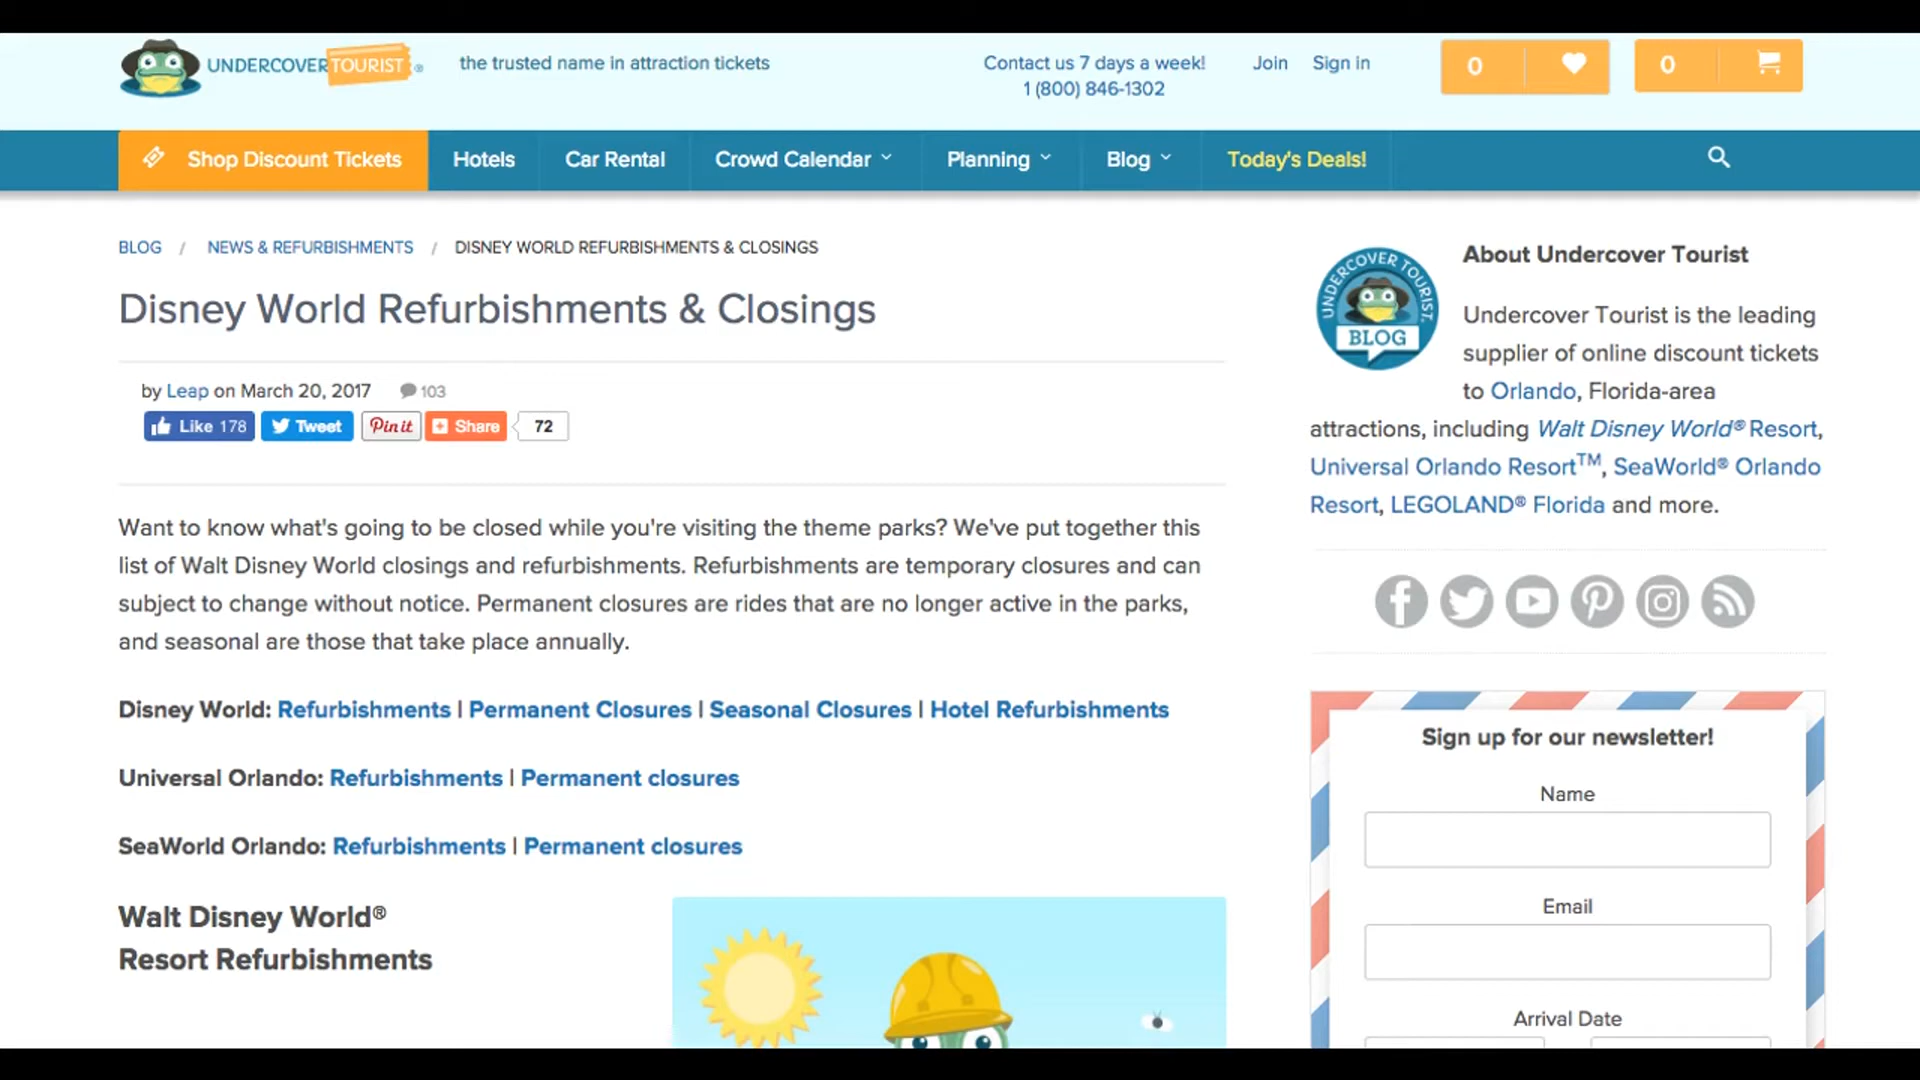 UNDERCOVER TOURIST®
the trusted name in attraction tickets
Contact us 7 days a week!
1 (800) 846-1302
Join
Sign in
0
0
Shop Discount Tickets
Hotels
Car Rental
Crowd Calendar
Planning
Blog
Today's Deals!
BLOG / NEWS & REFURBISHMENTS / DISNEY WORLD REFURBISHMENTS & CLOSINGS
Disney World Refurbishments & Closings
by Leap on March 20, 2017 103
Like 178
Tweet
Pin it
Share
72
Want to know what's going to be closed while you're visiting the theme parks? We've put together this
list of Walt Disney World closings and refurbishments. Refurbishments are temporary closures and can
subject to change without notice. Permanent closures are rides that are no longer active in the parks,
and seasonal are those that take place annually.
Disney World: Refurbishments | Permanent Closures | Seasonal Closures | Hotel Refurbishments
Universal Orlando: Refurbishments | Permanent closures
SeaWorld Orlando: Refurbishments | Permanent closures
Walt Disney World®
Resort Refurbishments
UNDERCOVER TOURIST.
BLOG
About Undercover Tourist
Undercover Tourist is the leading
supplier of online discount tickets
to Orlando, Florida-area
attractions, including Walt Disney World® Resort,
Universal Orlando Resort™, SeaWorld® Orlando
Resort, LEGOLAND® Florida and more.
Sign up for our newsletter!
Name
Email
Arrival Date